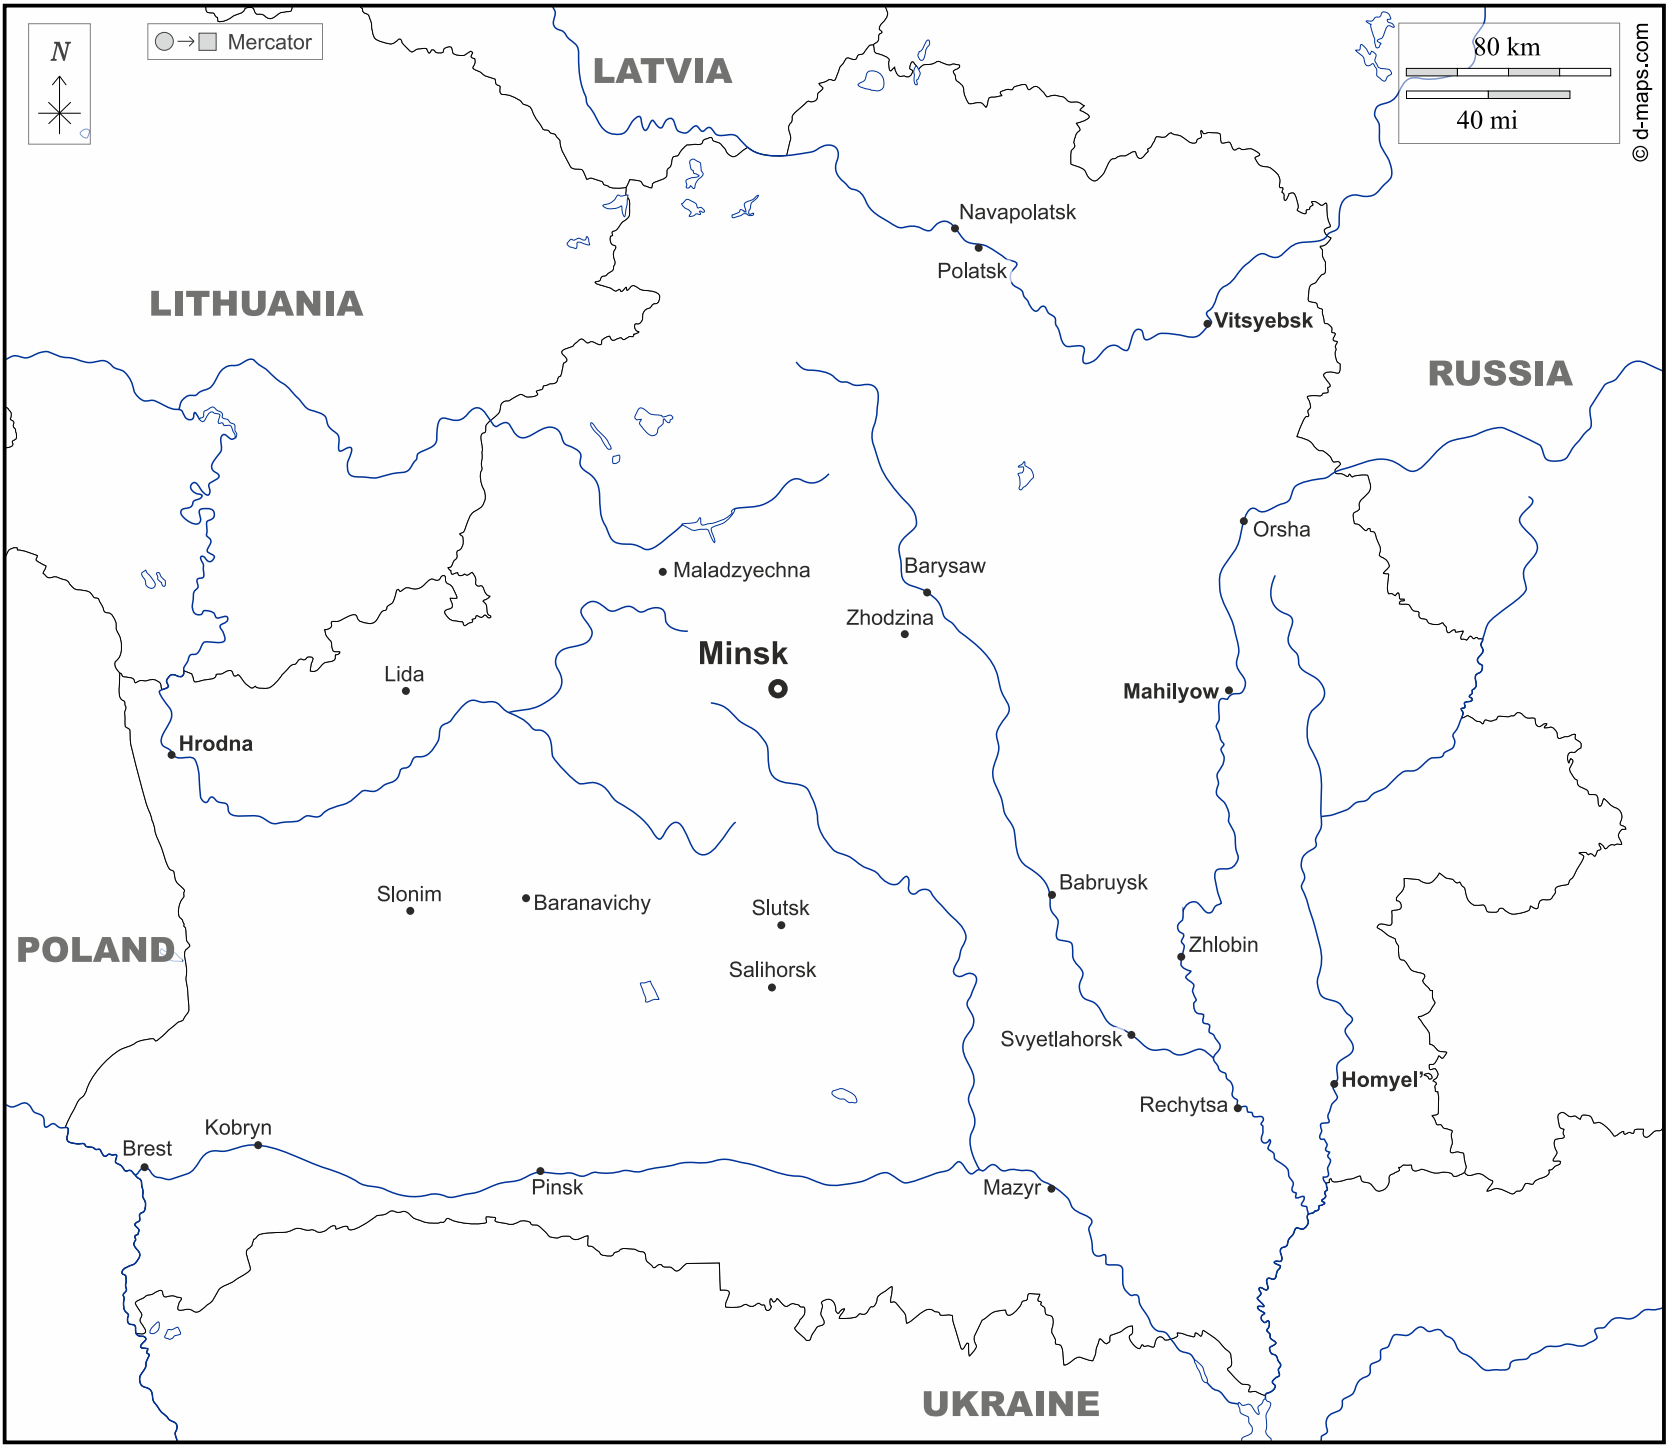 N
Mercator
LATVIA
80 km
40 mi
© d-maps.com
Navapolatsk
Polatsk
LITHUANIA
Vitsyebsk
RUSSIA
Orsha
Barysaw
Maladzyechna
Zhodzina
Minsk
Lida
Mahilyow
Hrodna
Babruysk
Slonim
Baranavichy
Slutsk
Zhlobin
POLAND
Salihorsk
Svyetlahorsk
Homyel'
Rechytsa
Kobryn
Brest
Pinsk
Mazyr
UKRAINE